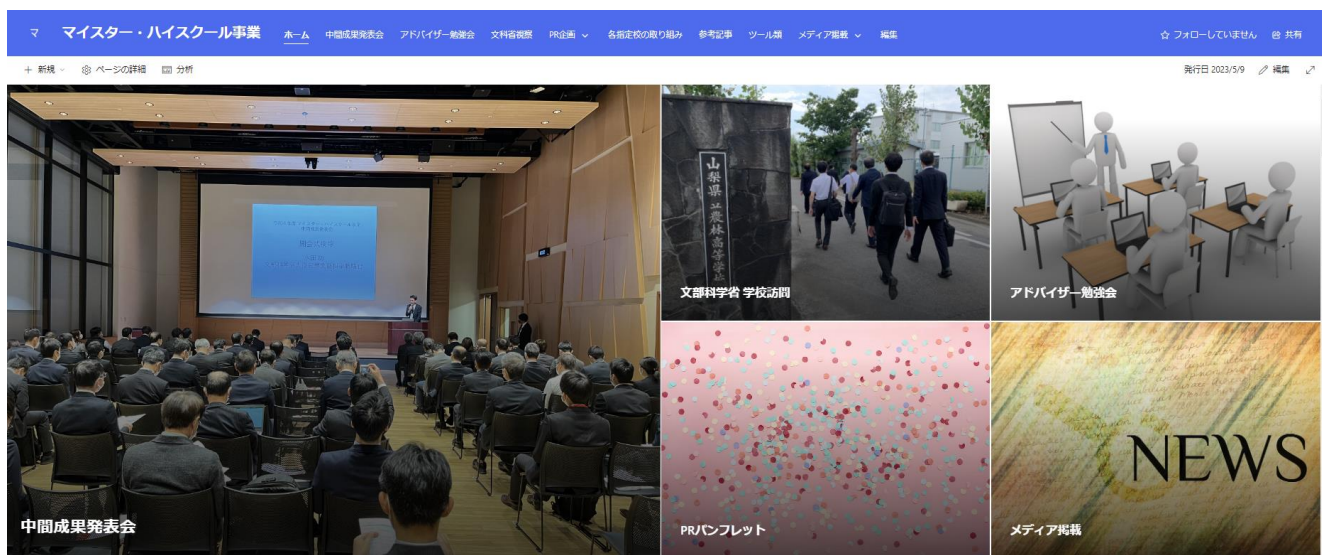 マ マイスター・ハイスクール事業 ホーム 中間成果発表会 アドバイザー勉強会 文科省視察 PR企画 各指定校の取り組み 参考記事 ツール類 メディア掲載 編集 ☆ フォローしていません 共有
+ 新規 ページの詳細 分析 発行日 2023/5/9 編集
開会式挨拶
山梨県立農林高等学校
文部科学省 学校訪問
アドバイザー勉強会
中間成果発表会
PRパンフレット
NEWS
メディア掲載